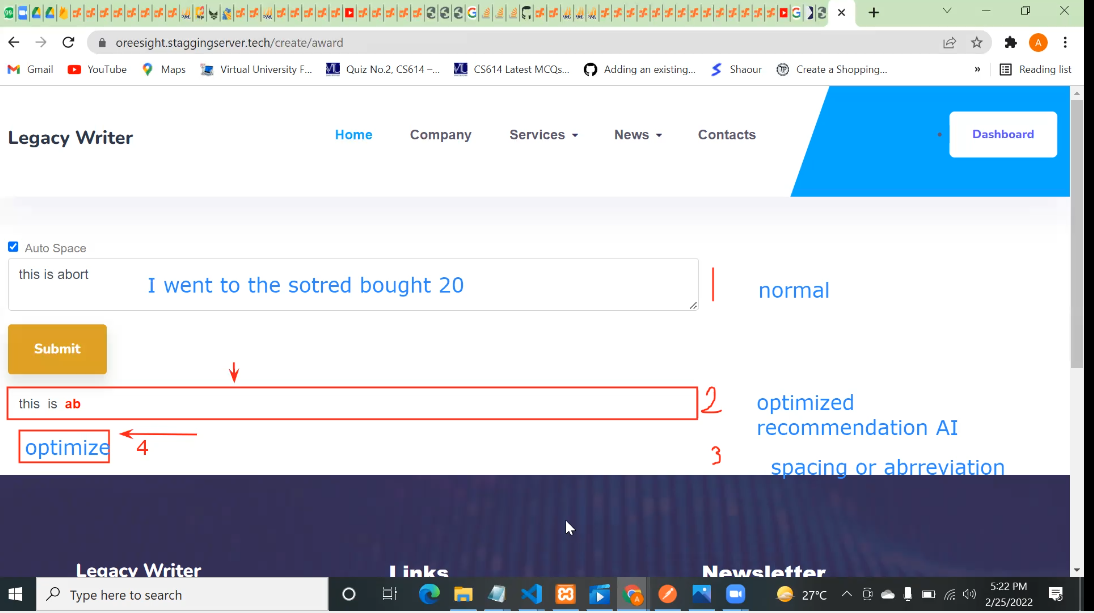 oreesight.staggingserver.tech/create/award
Gmail YouTube Maps Virtual University F... Quiz No.2, CS614 –... CS614 Latest MCQs... Adding an existing... Shaour Create a Shopping... » Reading list
Legacy Writer Home Company Services News Contacts Dashboard
Auto Space
this is abort
I went to the sotred bought 20
normal
Submit
this is ab
2
optimized
recommendation AI
optimize
4
3
spacing or abrreviation
Legacy Writer Links Newsletter
Type here to search
27°C
5:22 PM
2/25/2022